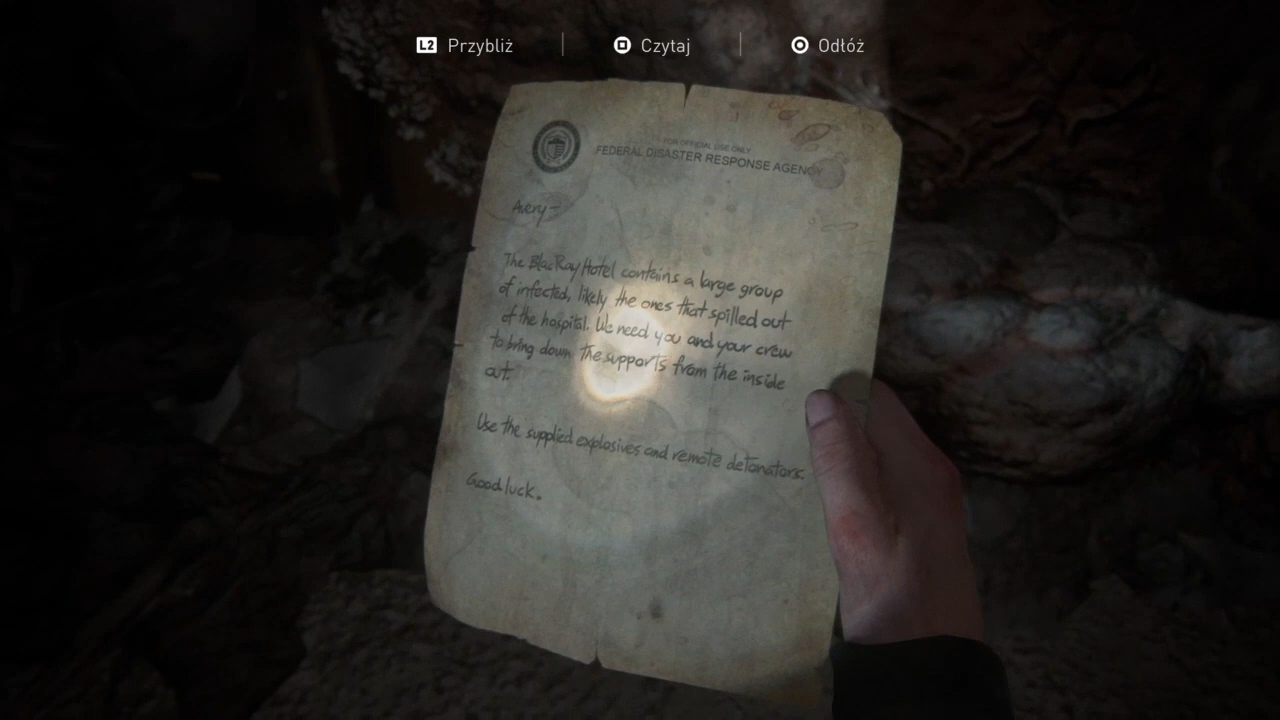 L2 Przybliż
Czytaj
Odłóż
FOR OFFICIAL USE ONLY
FEDERAL DISASTER RESPONSE AGENCY
Avery—
The BlacRay Hotel contains a large group
of infected, likely the ones that spilled out
of the hospital. We need you and your crew
to bring down the supports from the inside
out.
Use the supplied explosives and remote detonators.
Good luck.